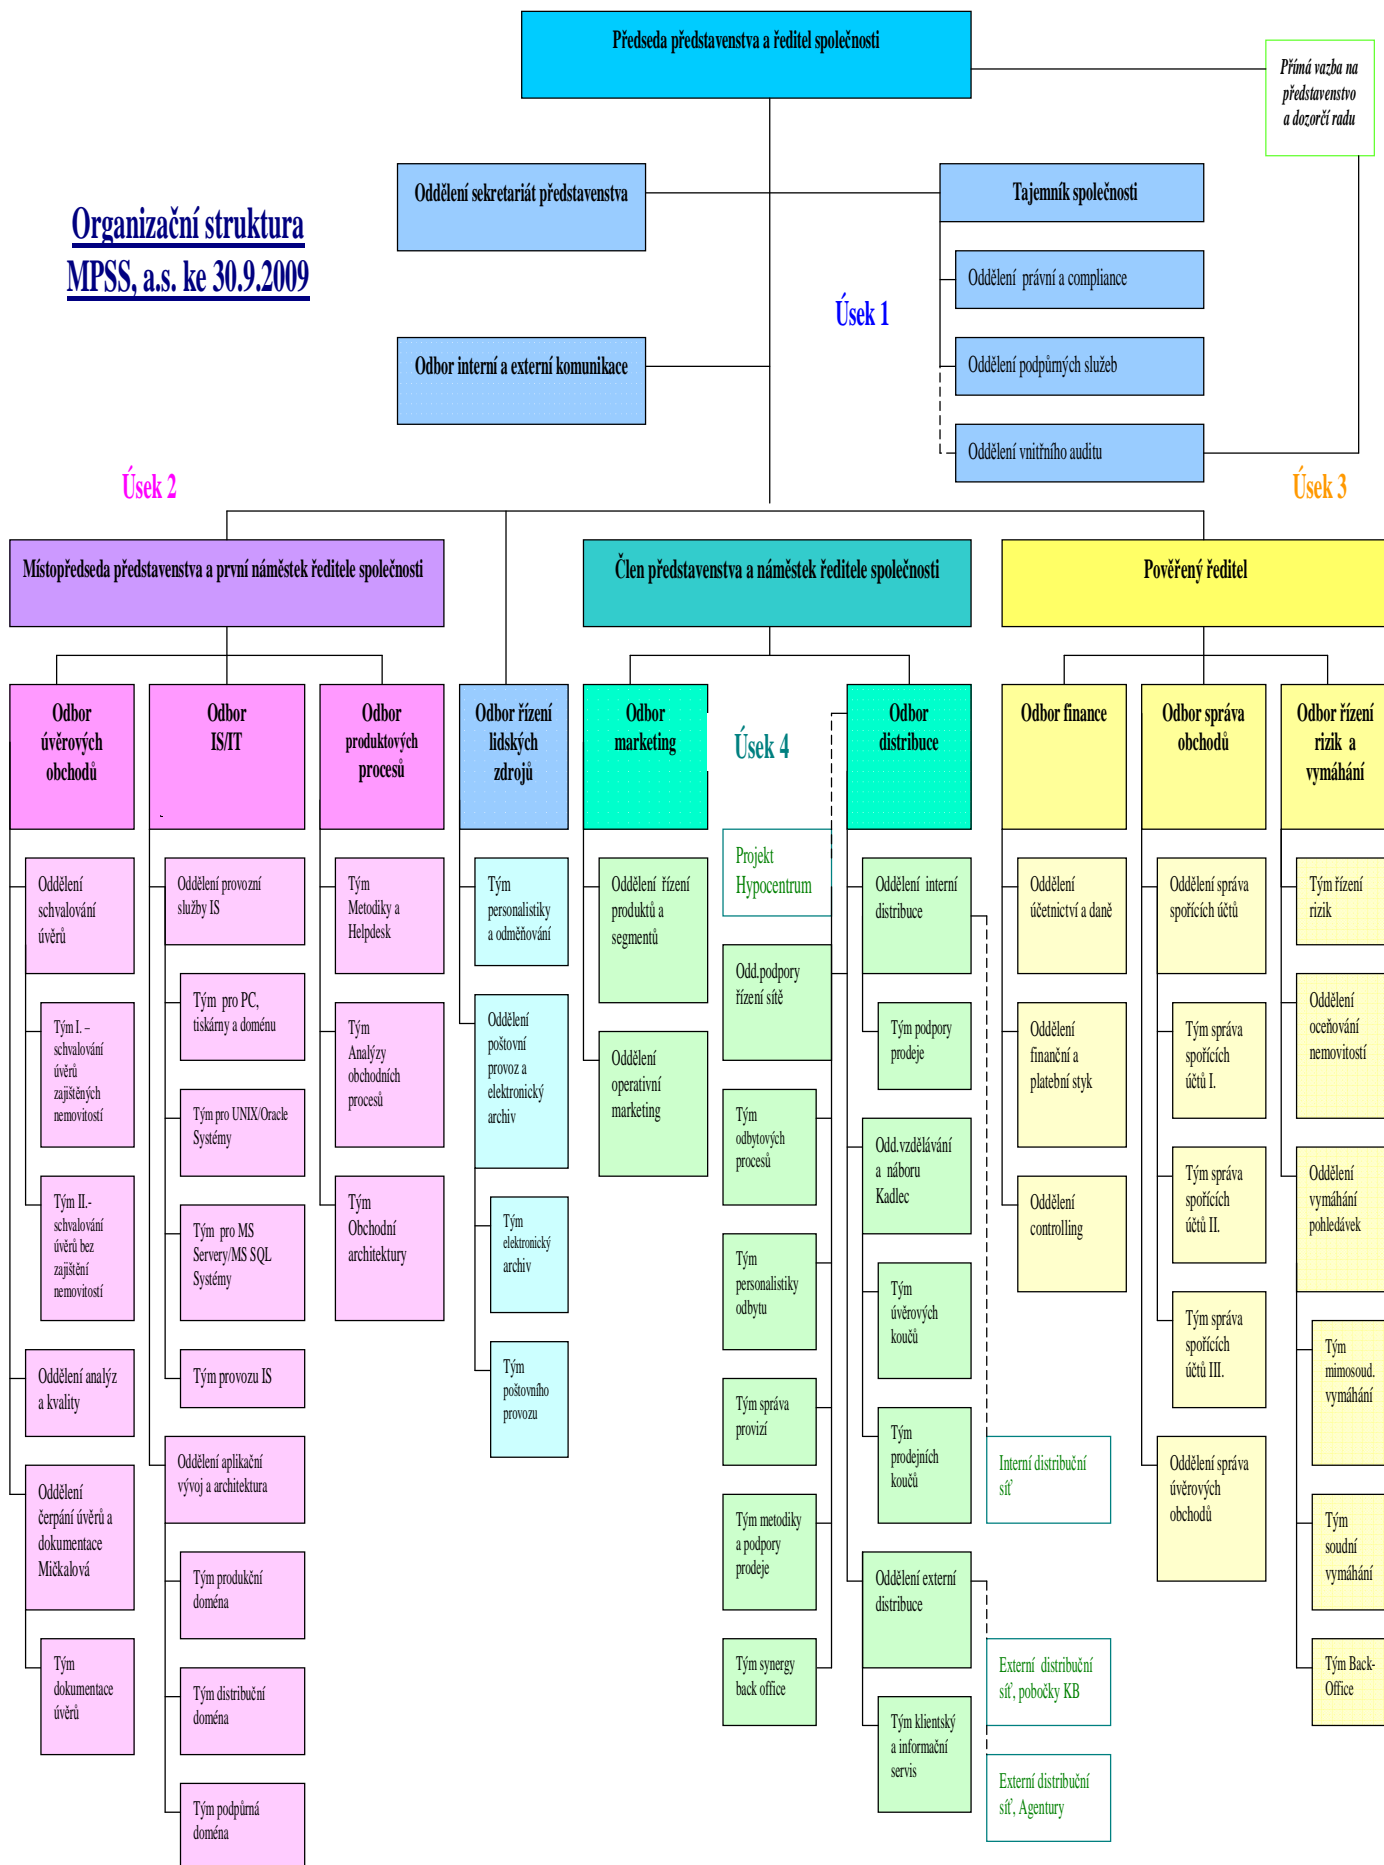 Předseda představenstva a ředitel společnosti
Přímá vazba na
představenstvo
a dozorčí radu
Oddělení sekretariát představenstva
Tajemník společnosti
Organizační struktura
MPSS, a.s. ke 30.9.2009
Oddělení právní a compliance
Úsek 1
Odbor interní a externí komunikace
Oddělení podpůrných služeb
Oddělení vnitřního auditu
Úsek 2
Úsek 3
Místopředseda představenstva a první náměstek ředitele společnosti
Člen představenstva a náměstek ředitele společnosti
Pověřený ředitel
Odbor
úvěrových
obchodů
Odbor
IS/IT
Odbor
produktových
procesů
Odbor řízení
lidských
zdrojů
Odbor
marketing
Úsek 4
Odbor
distribuce
Odbor finance
Odbor správa
obchodů
Odbor řízení
rizik a
vymáhání
Oddělení
schvalování
úvěrů
Tým I. –
schvalování
úvěrů
zajištěných
nemovitostí
Tým II.-
schvalování
úvěrů bez
zajištění
nemovitostí
Oddělení analýz
a kvality
Oddělení
čerpání úvěrů a
dokumentace
Mičkalová
Tým
dokumentace
úvěrů
Oddělení provozní
služby IS
Tým pro PC,
tiskárny a doménu
Tým pro UNIX/Oracle
Systémy
Tým pro MS
Servery/MS SQL
Systémy
Tým provozu IS
Oddělení aplikační
vývoj a architektura
Tým produkční
doména
Tým distribuční
doména
Tým podpůrná
doména
Tým
Metodiky a
Helpdesk
Tým
Analýzy
obchodních
procesů
Tým
Obchodní
architektury
Tým
personalistiky
a odměňování
Oddělení
poštovní
provoz a
elektronický
archiv
Tým
elektronický
archiv
Tým
poštovního
provozu
Oddělení řízení
produktů a
segmentů
Oddělení
operativní
marketing
Projekt
Hypocentrum
Odd.podpory
řízení sítě
Tým
odbytových
procesů
Tým
personalistiky
odbytu
Tým správa
provizí
Tým metodiky
a podpory
prodeje
Tým synergy
back office
Oddělení interní
distribuce
Tým podpory
prodeje
Odd.vzdělávání
a náboru
Kadlec
Tým
úvěrových
koučů
Tým
prodejních
koučů
Oddělení externí
distribuce
Tým klientský
a informační
servis
Interní distribuční
síť
Externí distribuční
síť, pobočky KB
Externí distribuční
síť, Agentury
Oddělení
účetnictví a daně
Oddělení
finanční a
platební styk
Oddělení
controlling
Oddělení správa
spořících účtů
Tým správa
spořících
účtů I.
Tým správa
spořících
účtů II.
Tým správa
spořících
účtů III.
Oddělení správa
úvěrových
obchodů
Tým řízení
rizik
Oddělení
oceňování
nemovitostí
Oddělení
vymáhání
pohledávek
Tým
mimosoud.
vymáhání
Tým
soudní
vymáhání
Tým Back-
Office